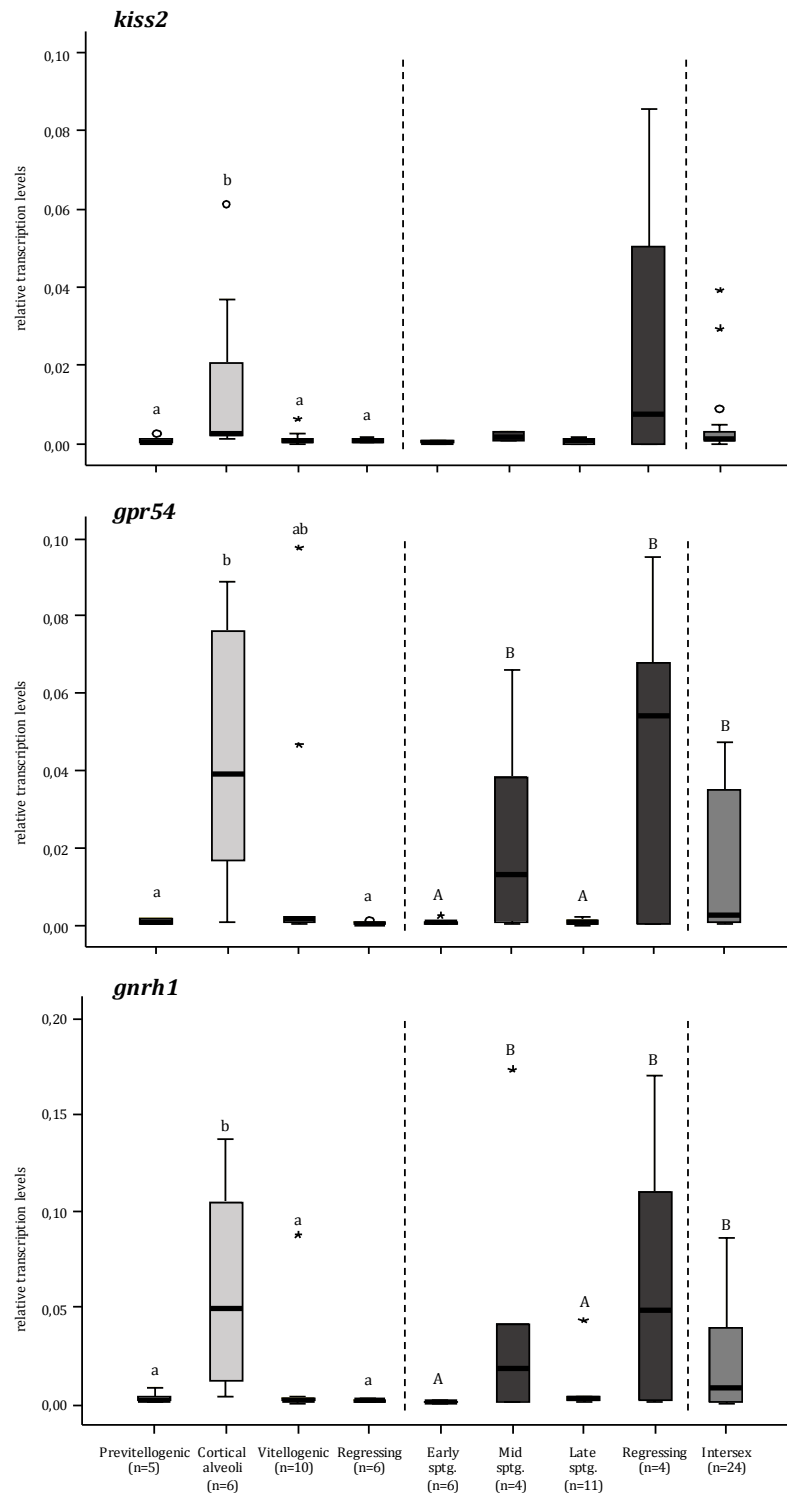 kiss2
relative transcription levels
0,10
0,08
0,06
0,04
0,02
0,00
b
a
a
a
gpr54
relative transcription levels
0,10
0,08
0,06
0,04
0,02
0,00
a
b
ab
a
A
B
A
B
B
gnrh1
relative transcription levels
0,20
0,15
0,10
0,05
0,00
a
b
a
a
A
B
A
B
B
Previtellogenic
(n=5)
Cortical
alveoli
(n=6)
Vitellogenic
(n=10)
Regressing
(n=6)
Early
sptg.
(n=6)
Mid
sptg.
(n=4)
Late
sptg.
(n=11)
Regressing
(n=4)
Intersex
(n=24)